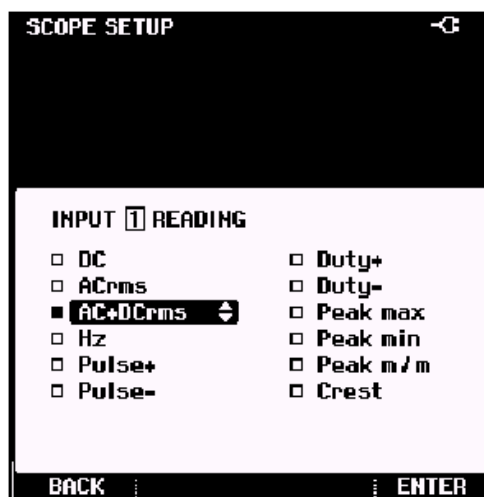 SCOPE SETUP
INPUT 1 READING
DC
ACrms
AC+DCrms
Hz
Pulse+
Pulse-
Duty+
Duty-
Peak max
Peak min
Peak m/m
Crest
BACK
ENTER